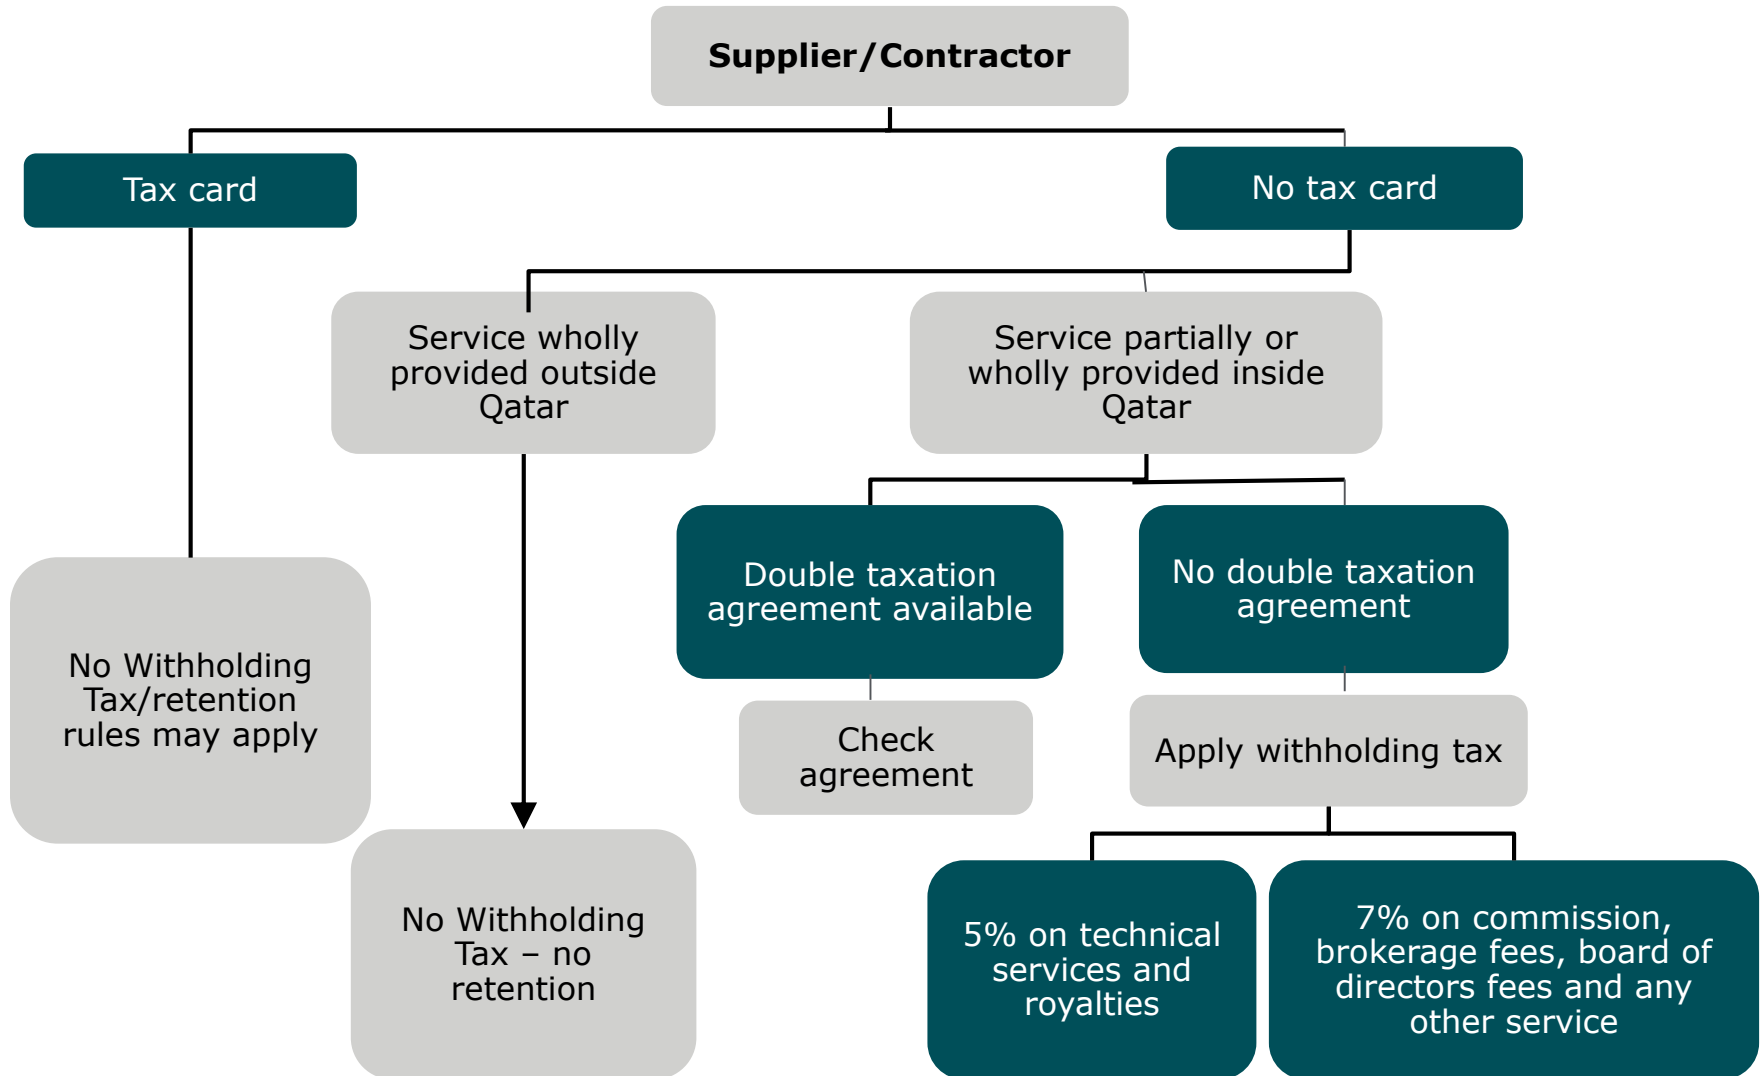 Supplier/Contractor
Tax card
No tax card
Service wholly
provided outside
Qatar
Service partially or
wholly provided inside
Qatar
Double taxation
agreement available
No double taxation
agreement
No Withholding
Tax/retention
rules may apply
Check
agreement
Apply withholding tax
No Withholding
Tax – no
retention
5% on technical
services and
royalties
7% on commission,
brokerage fees, board of
directors fees and any
other service